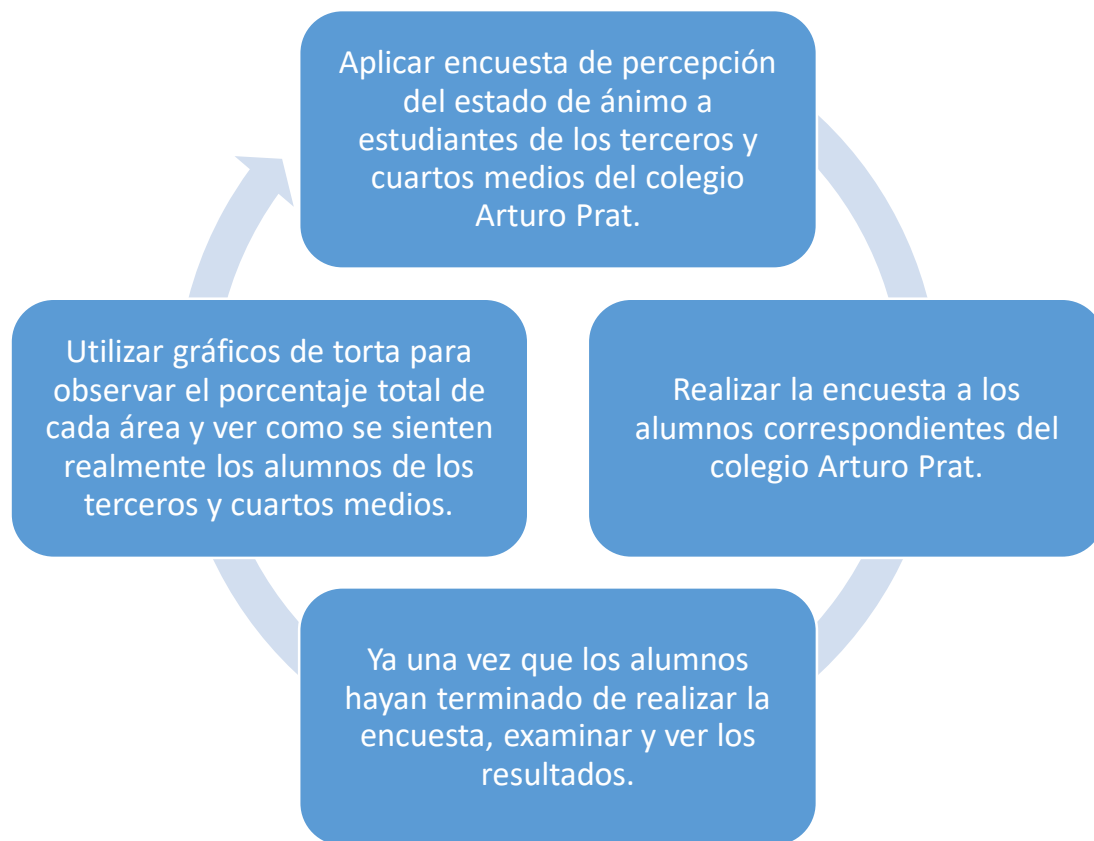 Aplicar encuesta de percepción
del estado de ánimo a
estudiantes de los terceros y
cuartos medios del colegio
Arturo Prat.
Realizar la encuesta a los
alumnos correspondientes del
colegio Arturo Prat.
Ya una vez que los alumnos
hayan terminado de realizar la
encuesta, examinar y ver los
resultados.
Utilizar gráficos de torta para
observar el porcentaje total de
cada área y ver como se sienten
realmente los alumnos de los
terceros y cuartos medios.